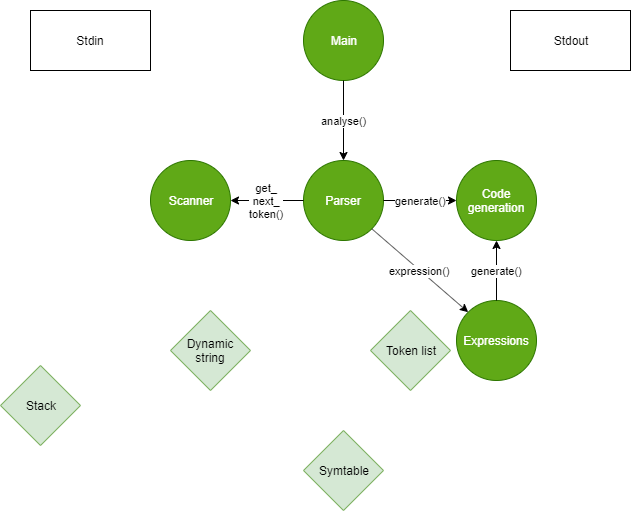 Stdin
Main
Stdout
analyse()
Scanner
get_
next_
token()
Parser
generate()
Code
generation
expression()
generate()
Dynamic
string
Token list
Expressions
Stack
Symtable